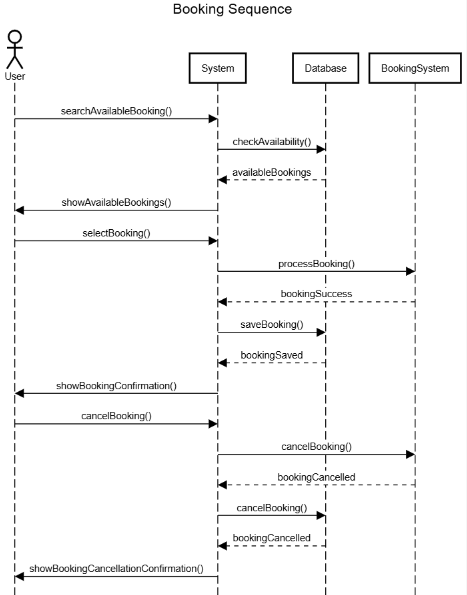 Booking Sequence
User
System
Database
BookingSystem
searchAvailableBooking()
checkAvailability()
availableBookings
showAvailableBookings()
selectBooking()
processBooking()
bookingSuccess
saveBooking()
bookingSaved
showBookingConfirmation()
cancelBooking()
cancelBooking()
bookingCancelled
cancelBooking()
bookingCancelled
showBookingCancellationConfirmation()